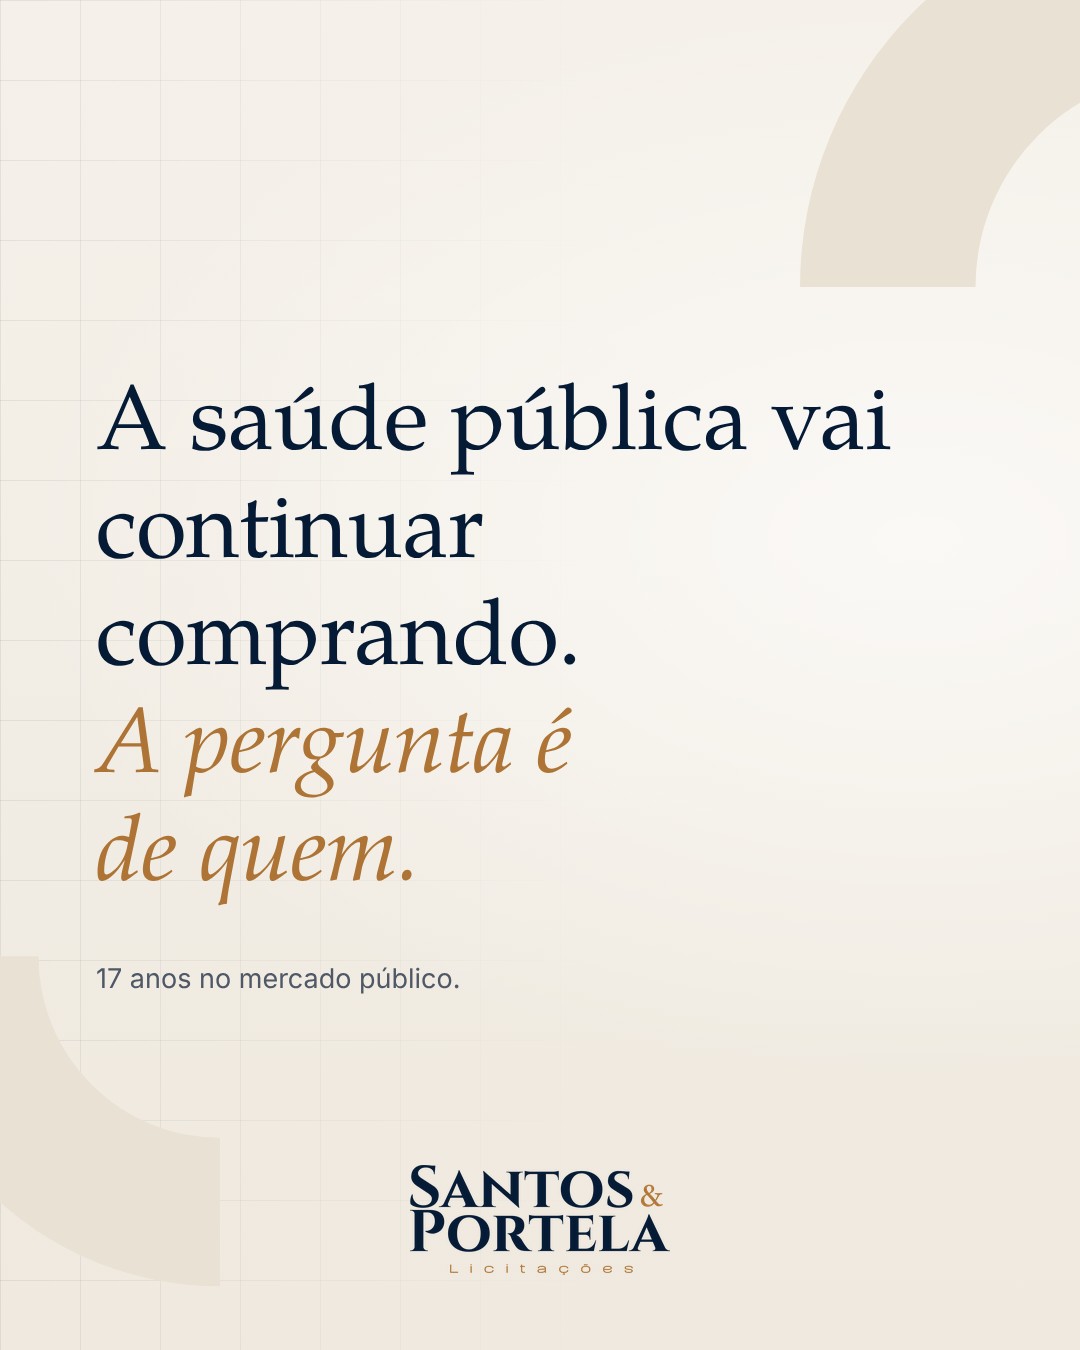 A saúde pública vai
continuar
comprando.
A pergunta é
de quem.
17 anos no mercado público.
SANTOS &
PORTELA
Licitações